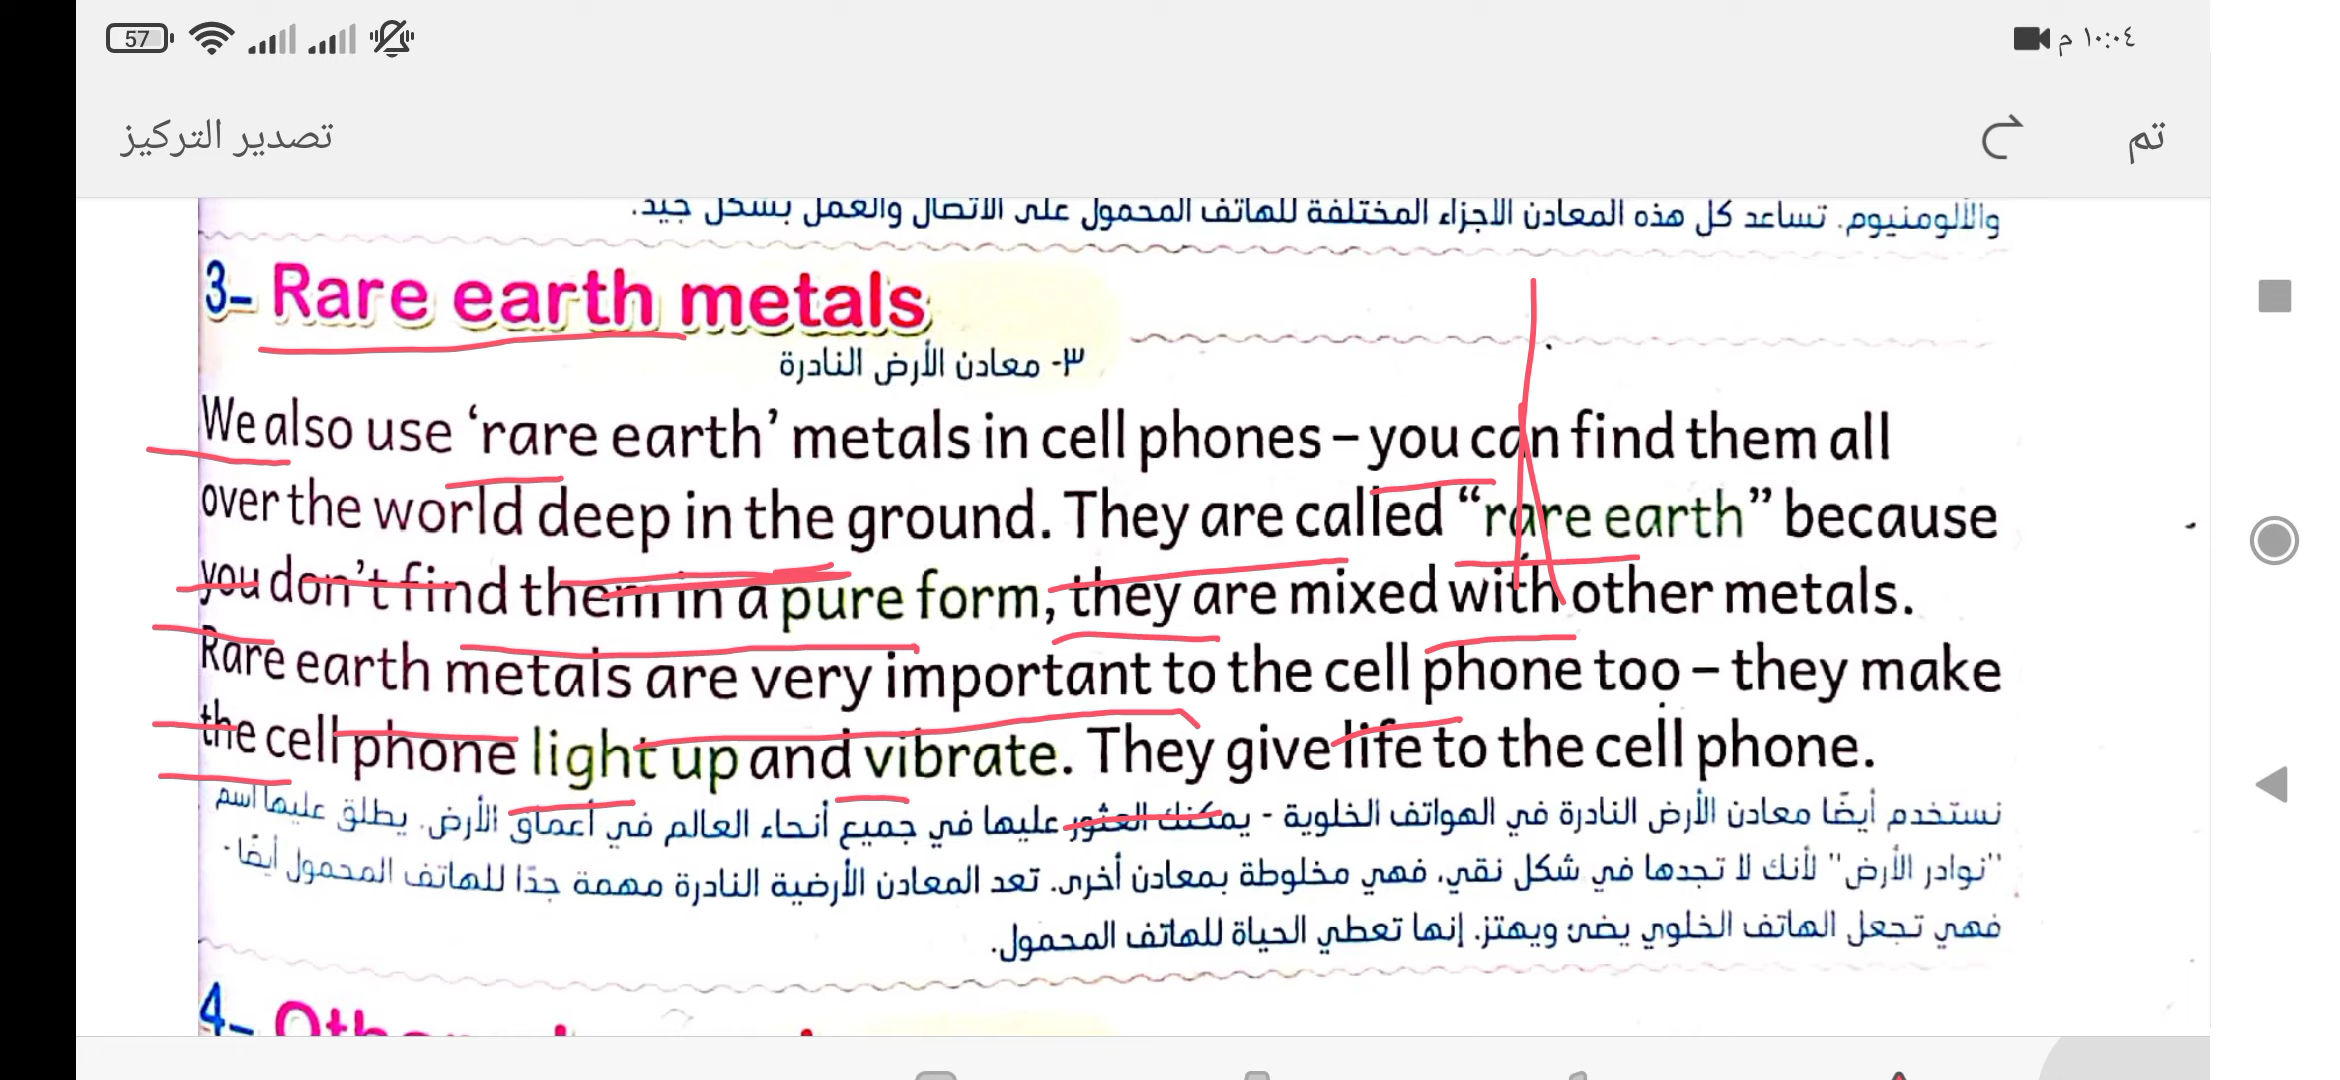 57
١٠:٠٤ م
تصدير التركيز
تم
والألومنيوم. تساعد كل هذه المعادن الأجزاء المختلفة للهاتف المحمول على الاتصال والعمل بشكل جيد.
3- Rare earth metals
٣- معادن الأرض النادرة
We also use ‘rare earth’ metals in cell phones – you can find them all
over the world deep in the ground. They are called “rare earth” because
you don’t find them in a pure form, they are mixed with other metals.
Rare earth metals are very important to the cell phone too – they make
the cell phone light up and vibrate. They give life to the cell phone.
نستخدم أيضًا معادن الأرض النادرة في الهواتف الخلوية - يمكنك العثور عليها في جميع أنحاء العالم في أعماق الأرض. يطلق عليها اسم
"نوادر الأرض" لأنك لا تجدها في شكل نقي، فهي مخلوطة بمعادن أخرى. تعد المعادن الأرضية النادرة مهمة جدًا للهاتف المحمول أيضًا -
فهي تجعل الهاتف الخلوي يضئ ويهتز. إنها تعطي الحياة للهاتف المحمول.
4-